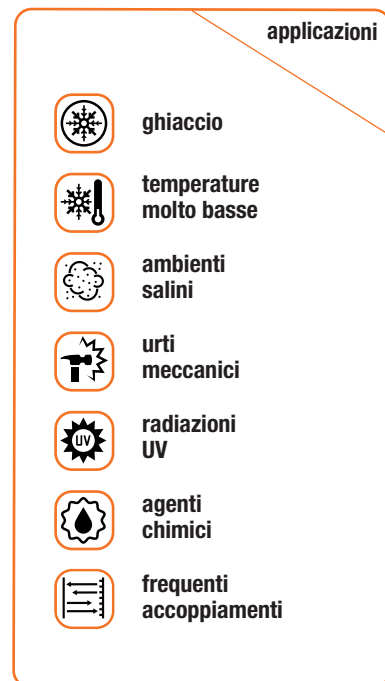 applicazioni
ghiaccio
temperature
molto basse
ambienti
salini
urti
meccanici
UV
radiazioni
UV
agenti
chimici
frequenti
accoppiamenti